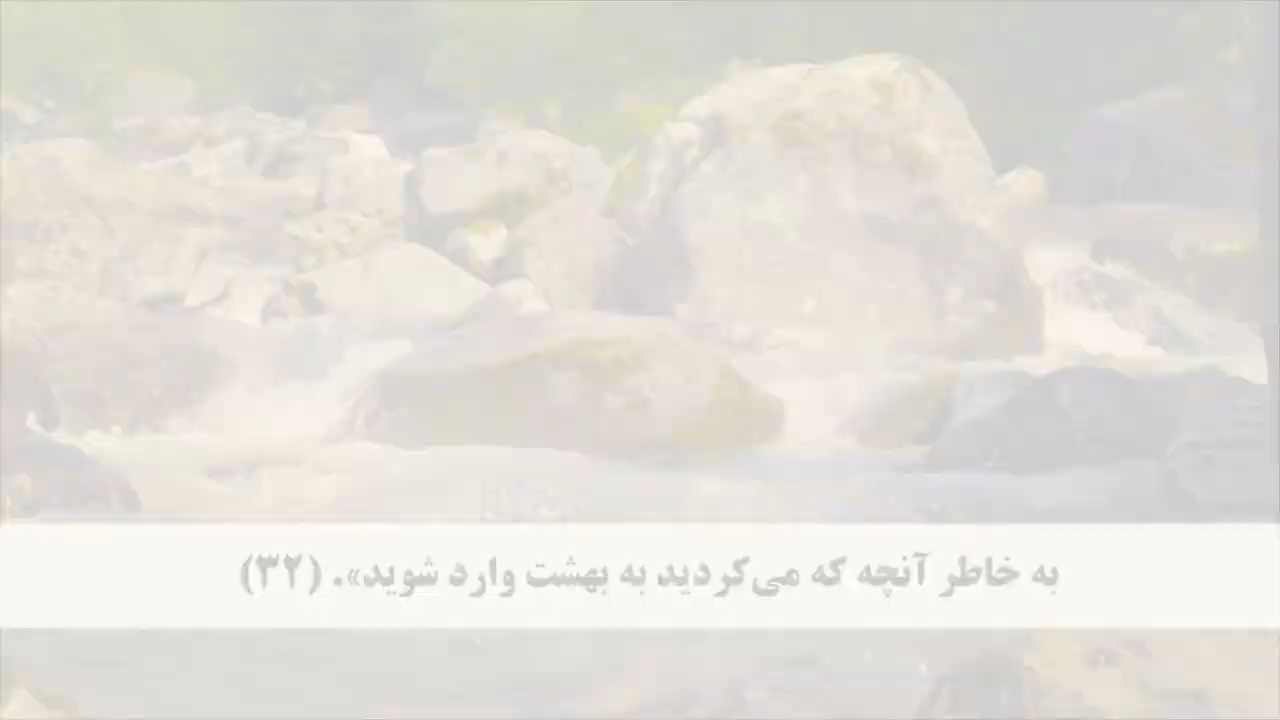 به خاطر آنچه که می‌کردید به بهشت وارد شوید». (۳۲)